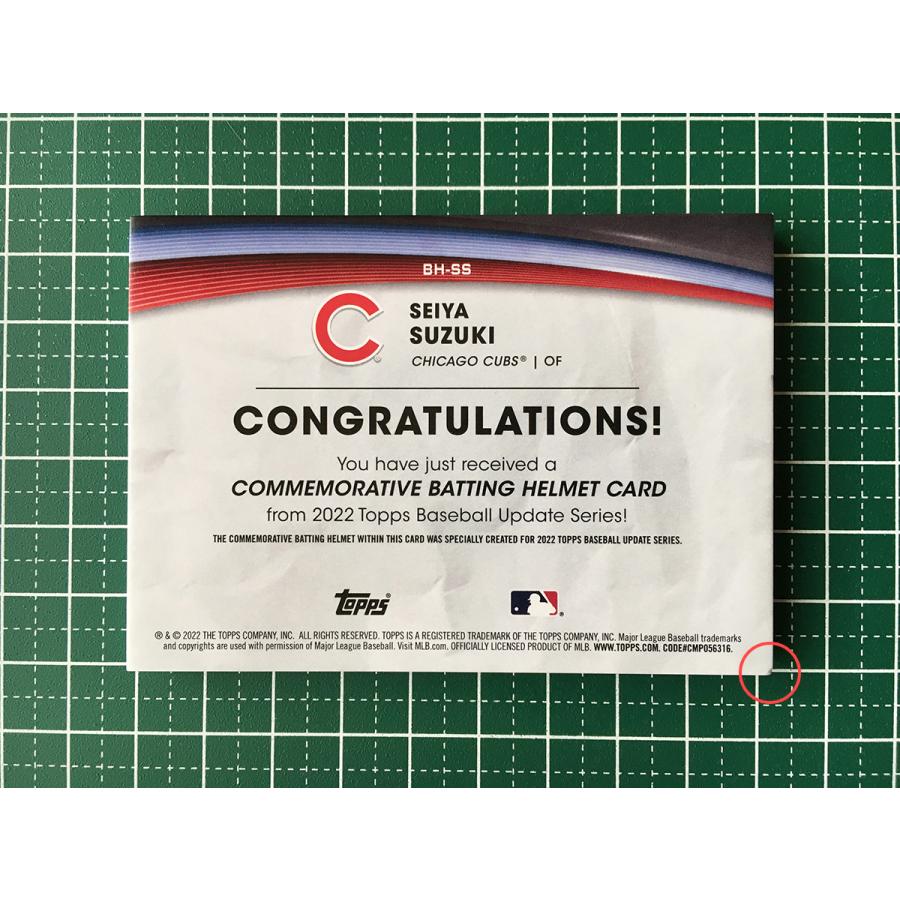 BH-SS
C
SEIYA
SUZUKI
CHICAGO CUBS® | OF
CONGRATULATIONS!
You have just received a
COMMEMORATIVE BATTING HELMET CARD
from 2022 Topps Baseball Update Series!
THE COMMEMORATIVE BATTING HELMET WITHIN THIS CARD WAS SPECIALLY CREATED FOR 2022 TOPPS BASEBALL UPDATE SERIES.
topps®
® & © 2022 THE TOPPS COMPANY, INC. ALL RIGHTS RESERVED. TOPPS IS A REGISTERED TRADEMARK OF THE TOPPS COMPANY, INC. Major League Baseball trademarks
and copyrights are used with permission of Major League Baseball. Visit MLB.com. OFFICIALLY LICENSED PRODUCT OF MLB. WWW.TOPPS.COM. CODE#CMP056316.